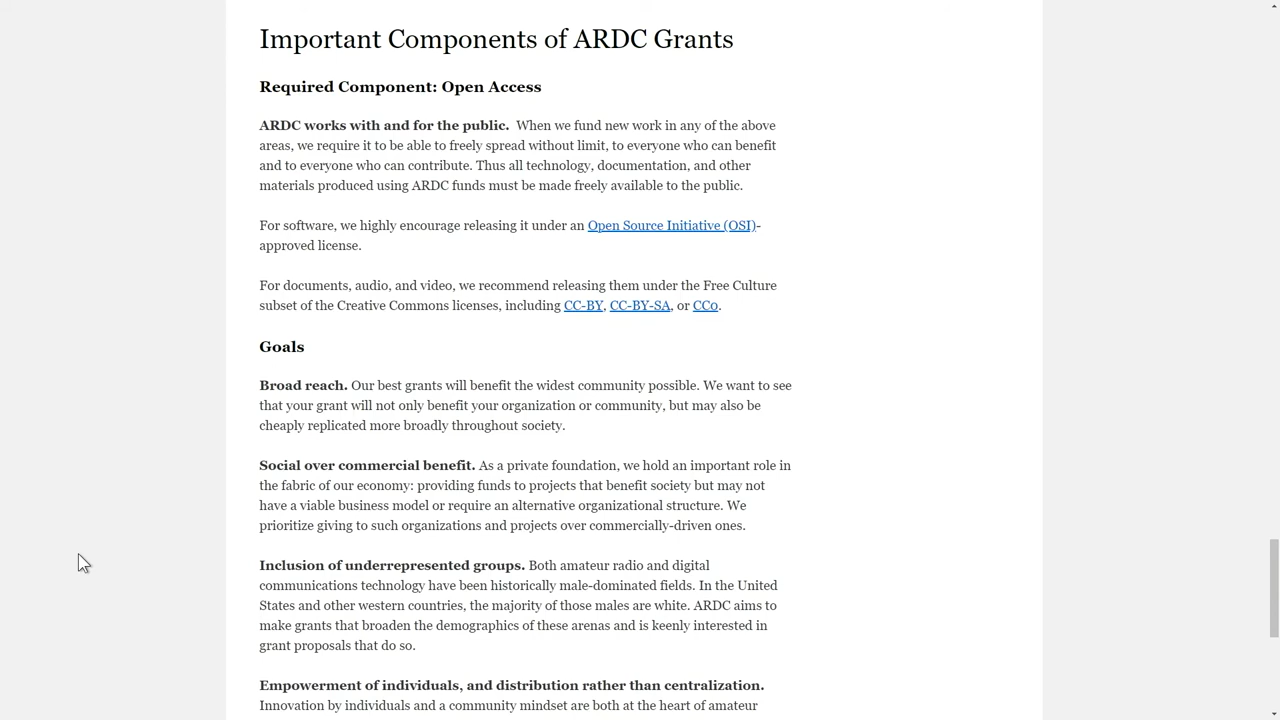 Important Components of ARDC Grants
Required Component: Open Access
ARDC works with and for the public.  When we fund new work in any of the above
areas, we require it to be able to freely spread without limit, to everyone who can benefit
and to everyone who can contribute. Thus all technology, documentation, and other
materials produced using ARDC funds must be made freely available to the public.
For software, we highly encourage releasing it under an Open Source Initiative (OSI)-
approved license.
For documents, audio, and video, we recommend releasing them under the Free Culture
subset of the Creative Commons licenses, including CC-BY, CC-BY-SA, or CC0.
Goals
Broad reach. Our best grants will benefit the widest community possible. We want to see
that your grant will not only benefit your organization or community, but may also be
cheaply replicated more broadly throughout society.
Social over commercial benefit. As a private foundation, we hold an important role in
the fabric of our economy: providing funds to projects that benefit society but may not
have a viable business model or require an alternative organizational structure. We
prioritize giving to such organizations and projects over commercially-driven ones.
Inclusion of underrepresented groups. Both amateur radio and digital
communications technology have been historically male-dominated fields. In the United
States and other western countries, the majority of those males are white. ARDC aims to
make grants that broaden the demographics of these arenas and is keenly interested in
grant proposals that do so.
Empowerment of individuals, and distribution rather than centralization.
Innovation by individuals and a community mindset are both at the heart of amateur